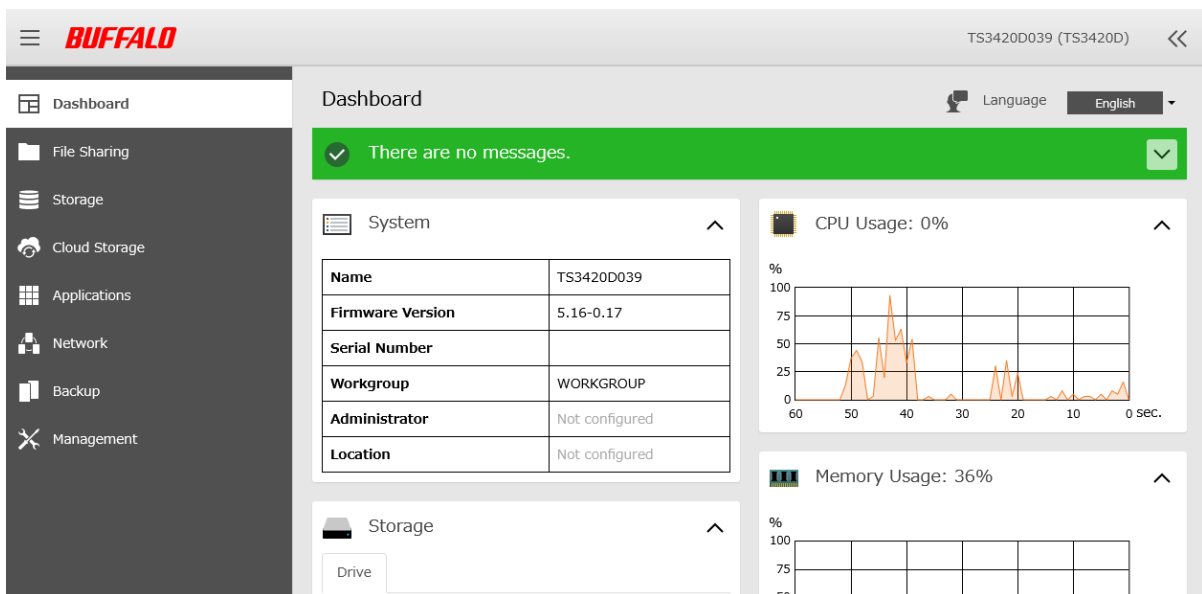 BUFFALO
TS3420D039 (TS3420D)
Dashboard
File Sharing
Storage
Cloud Storage
Applications
Network
Backup
Management
Dashboard
Language
English
There are no messages.
System
Name TS3420D039
Firmware Version 5.16-0.17
Serial Number
Workgroup WORKGROUP
Administrator Not configured
Location Not configured
Storage
Drive
CPU Usage: 0%
%
100
75
50
25
0
60 50 40 30 20 10 0 sec.
Memory Usage: 36%
%
100
75